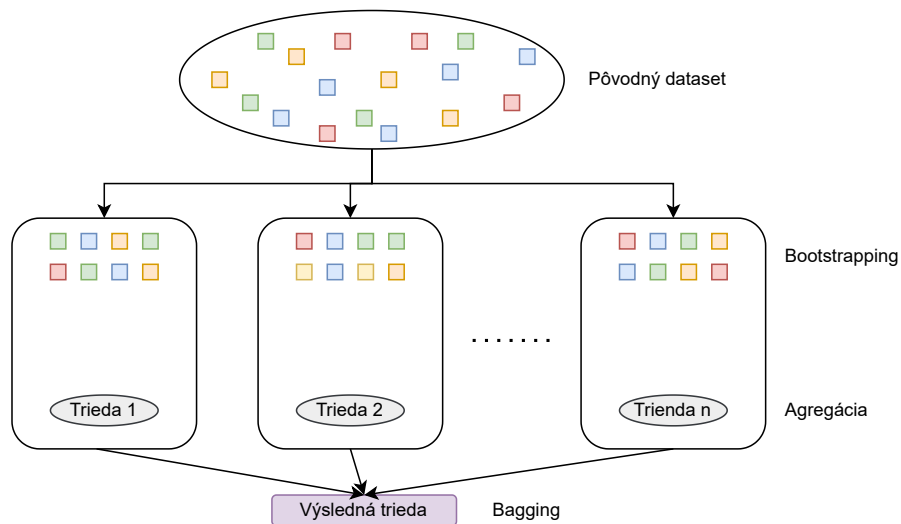 Pôvodný dataset
Bootstrapping
.......
Trieda 1
Trieda 2
Trienda n
Agregácia
Výsledná trieda
Bagging